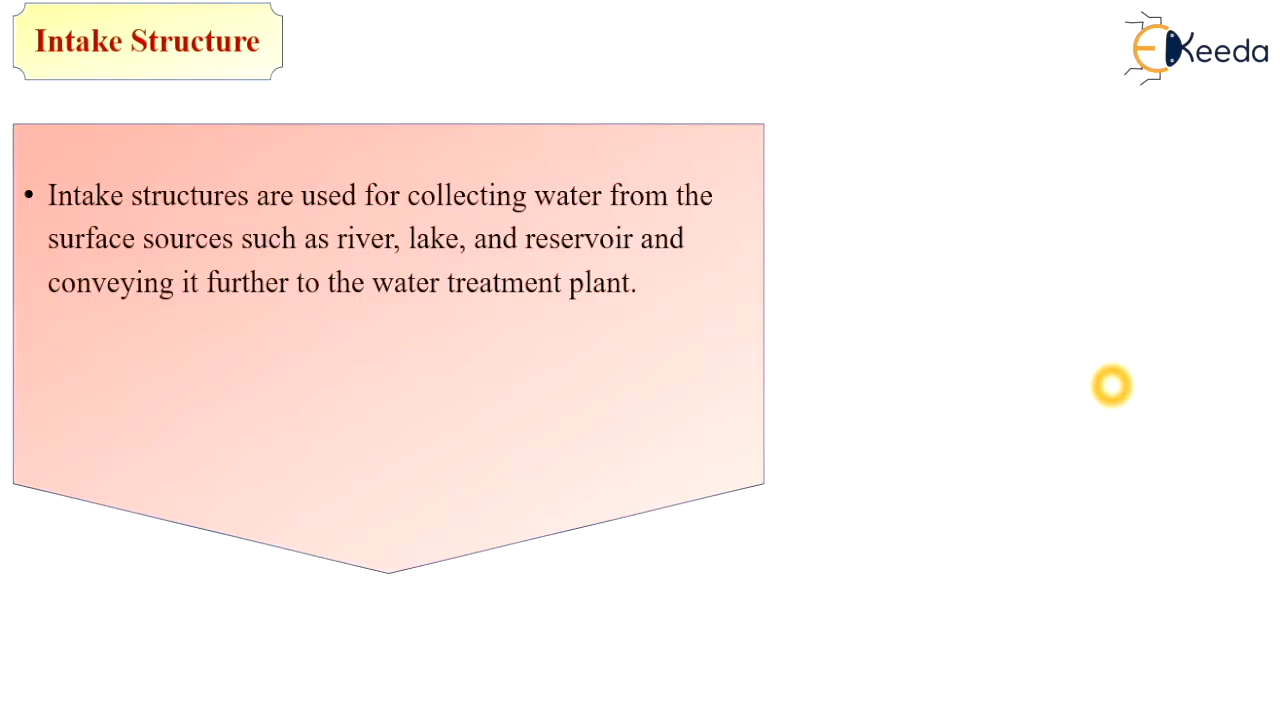 Intake Structure
EKeeda
• Intake structures are used for collecting water from the
surface sources such as river, lake, and reservoir and
conveying it further to the water treatment plant.